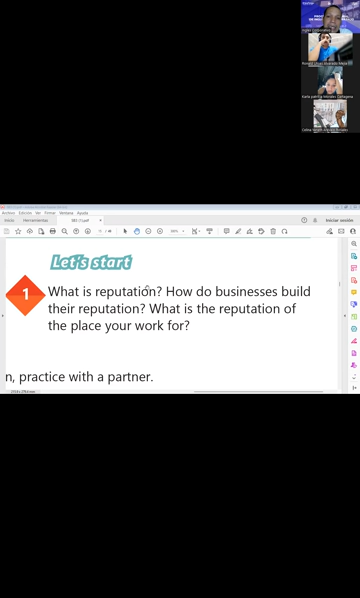 Archivo Edición Ver Firmar Ventana Ayuda
Inicio Herramientas Iniciar sesión
Let's start
1 What is reputation? How do businesses build
their reputation? What is the reputation of
the place your work for?
n, practice with a partner.